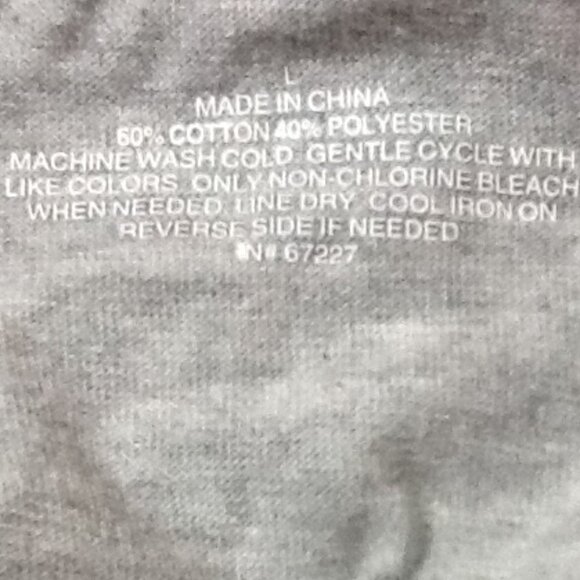 L
MADE IN CHINA
60% COTTON 40% POLYESTER
MACHINE WASH COLD. GENTLE CYCLE WITH
LIKE COLORS. ONLY NON-CHLORINE BLEACH
WHEN NEEDED. LINE DRY. COOL IRON ON
REVERSE SIDE IF NEEDED
RN# 67227